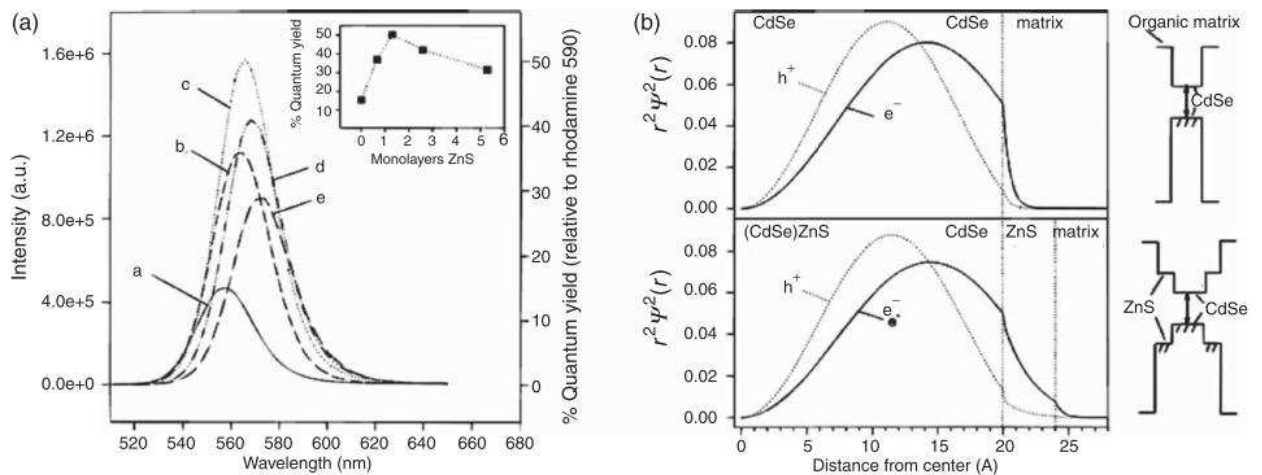 (a)
1.6e+6
1.2e+6
8.0e+5
4.0e+5
0.0e+0
Intensity (a.u.)
c
b
d
e
a
% Quantum yield
50
40
30
20
10
0 1 2 3 4 5 6
Monolayers ZnS
50
40
30
20
10
0
% Quantum yield (relative to rhodamine 590)
520 540 560 580 600 620 640 660 680
Wavelength (nm)
(b)
CdSe CdSe matrix
0.08
0.06
0.04
0.02
0.00
r²Ψ²(r)
h⁺
e⁻
(CdSe)ZnS CdSe ZnS matrix
0.08
0.06
0.04
0.02
0.00
r²Ψ²(r)
h⁺
e⁻
0 5 10 15 20 25
Distance from center (A)
Organic matrix
CdSe
ZnS
CdSe